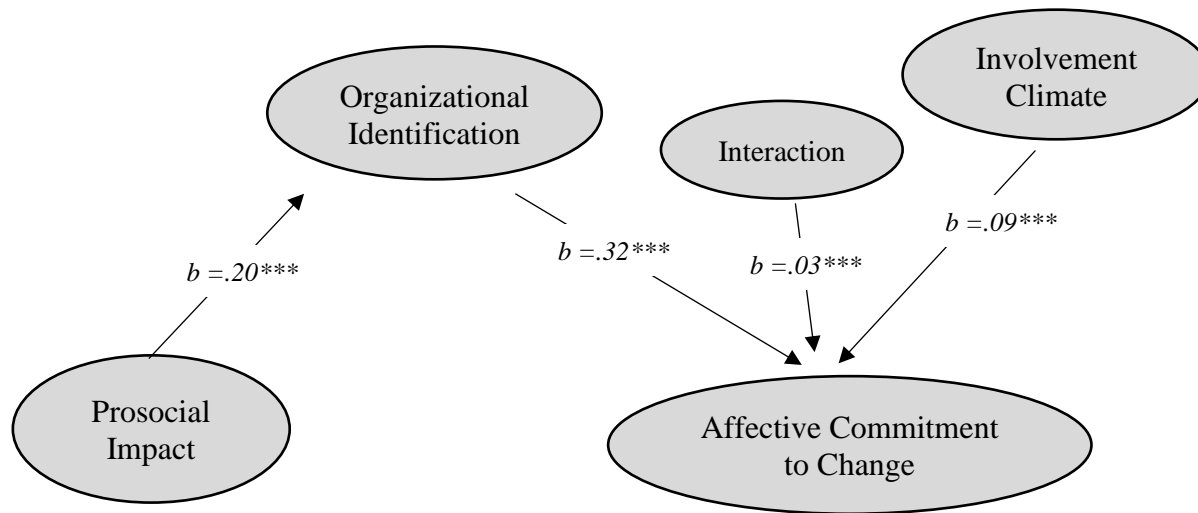 Organizational
Identification
Involvement
Climate
Interaction
b =.20***
b =.32***
b =.03***
b =.09***
Prosocial
Impact
Affective Commitment
to Change